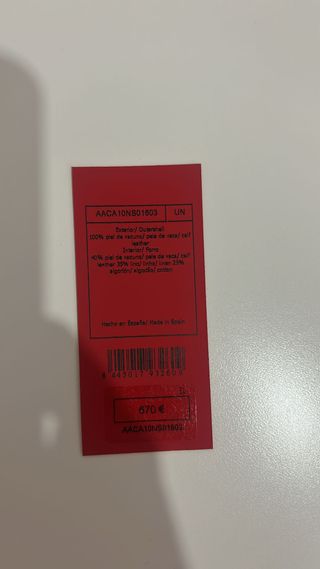 AACA10NS01603 UN
Exterior/ Outershell
100% piel de vacuno/ pele de vaca/ calf
leather
Interior/ Forro
40% piel de vacuno/ pele de vaca/ calf
leather 35% lino/ linho/ linen 25%
algodón/ algodão/ cotton
Hecho en España/ Made in Spain
670 €
AACA10NS01603